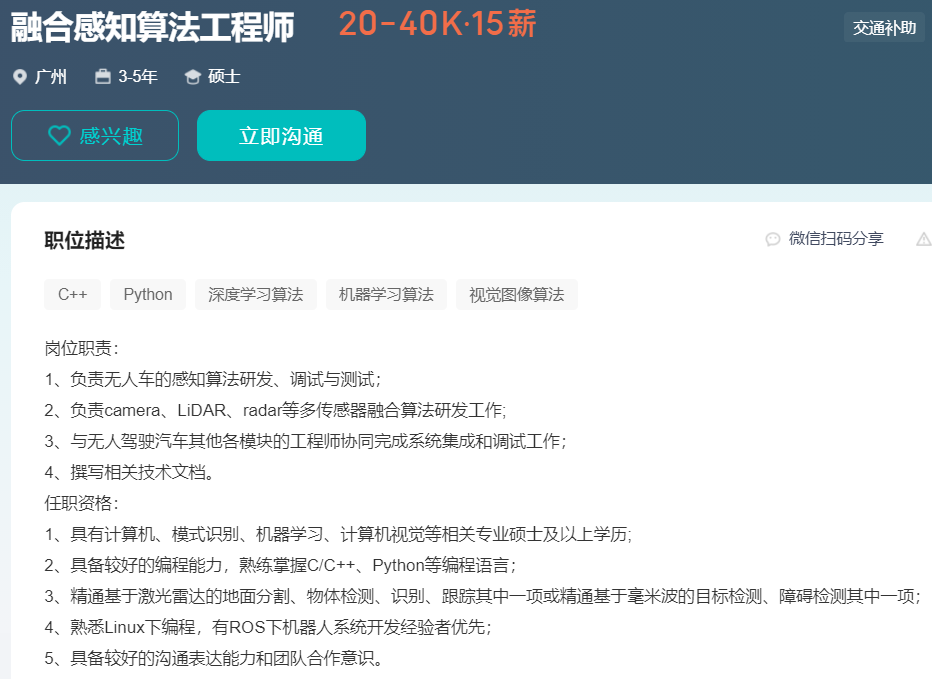 融合感知算法工程师 20-40K·15薪 交通补助
广州 3-5年 硕士
感兴趣 立即沟通
职位描述 微信扫码分享
C++ Python 深度学习算法 机器学习算法 视觉图像算法
岗位职责：
1、负责无人车的感知算法研发、调试与测试；
2、负责camera、LiDAR、radar等多传感器融合算法研发工作;
3、与无人驾驶汽车其他各模块的工程师协同完成系统集成和调试工作；
4、撰写相关技术文档。
任职资格：
1、具有计算机、模式识别、机器学习、计算机视觉等相关专业硕士及以上学历;
2、具备较好的编程能力，熟练掌握C/C++、Python等编程语言；
3、精通基于激光雷达的地面分割、物体检测、识别、跟踪其中一项或精通基于毫米波的目标检测、障碍检测其中一项；
4、熟悉Linux下编程，有ROS下机器人系统开发经验者优先；
5、具备较好的沟通表达能力和团队合作意识。